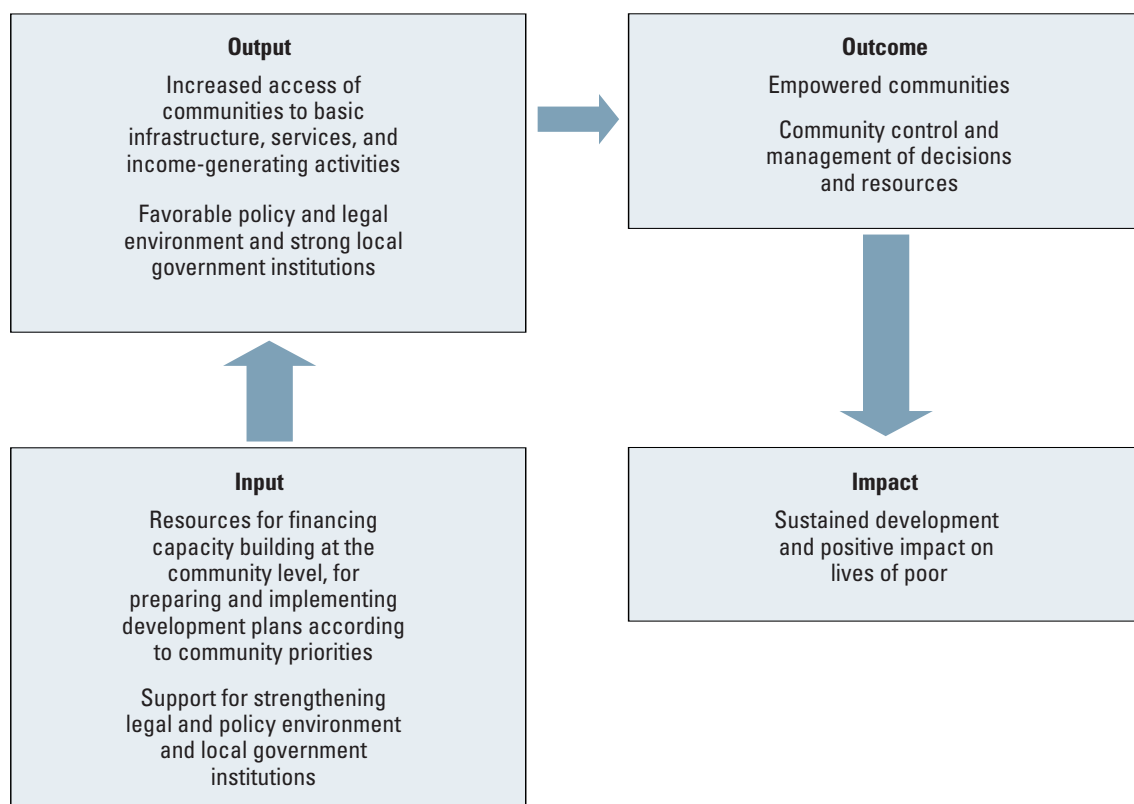 Output
Increased access of
communities to basic
infrastructure, services, and
income-generating activities
Favorable policy and legal
environment and strong local
government institutions
Outcome
Empowered communities
Community control and
management of decisions
and resources
Input
Resources for financing
capacity building at the
community level, for
preparing and implementing
development plans according
to community priorities
Support for strengthening
legal and policy environment
and local government
institutions
Impact
Sustained development
and positive impact on
lives of poor